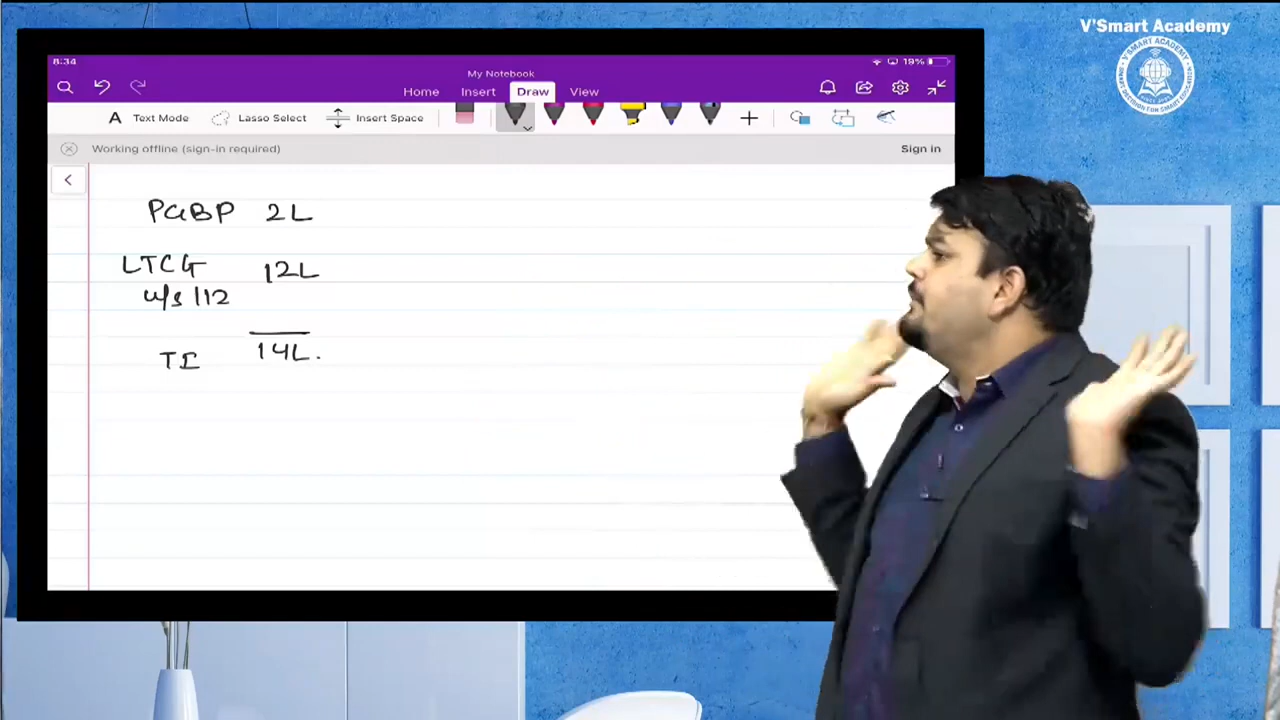 V'Smart Academy
8:34
19%
My Notebook
Home Insert Draw View
A Text Mode Lasso Select Insert Space
Working offline (sign-in required) Sign in
PGBP 2L
LTCG 12L
u/s 112
TI 14L.